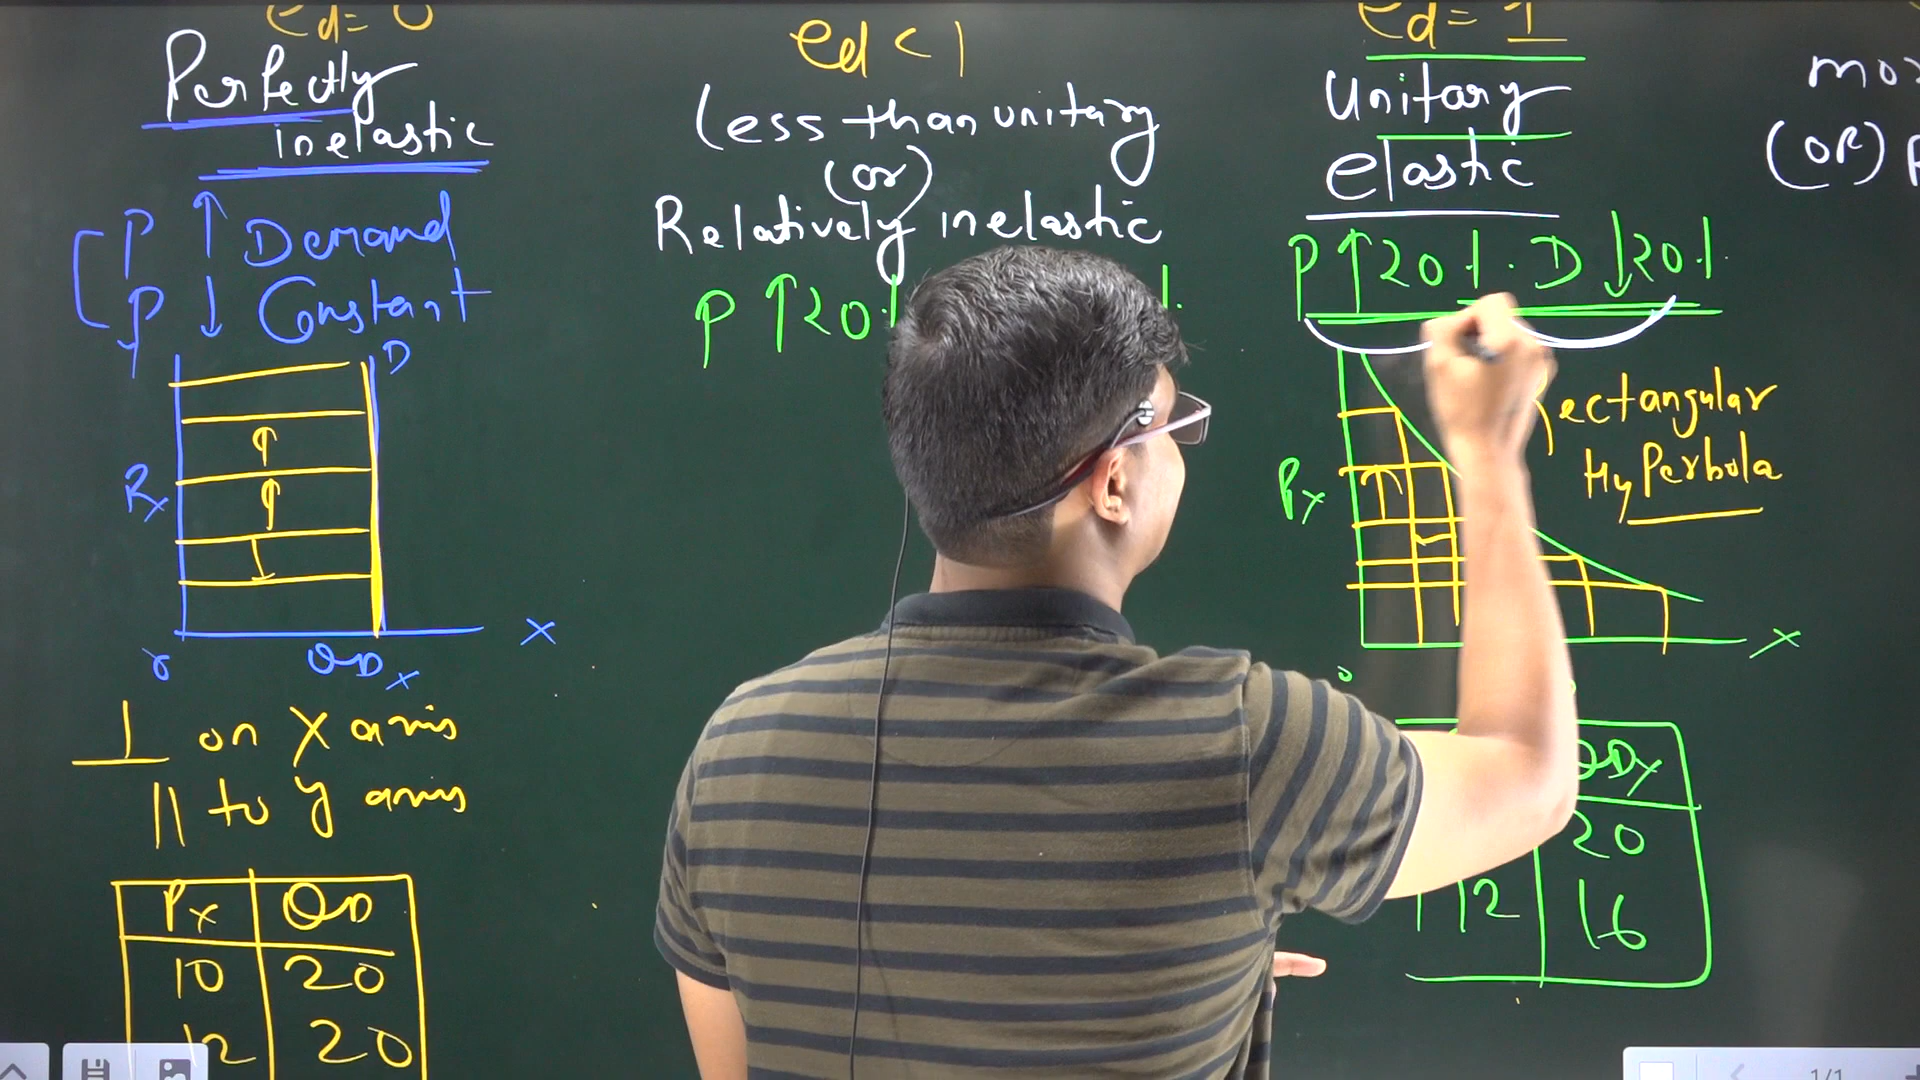 ed = 0
Perfectly
inelastic
P ↑ Demand
P ↓ Constant
y
D
Px
x
o
QDx
⊥ on X axis
|| to y axis
Px QD
10 20
12 20
ed < 1
Less than unitary
(or)
Relatively inelastic
P ↑ 20%
ed = 1
Unitary
elastic
P ↑ 20%. D ↓ 20%
Rectangular
Hyperbola
Px
x
o
QDx
20
12 16
(OR)
1/1